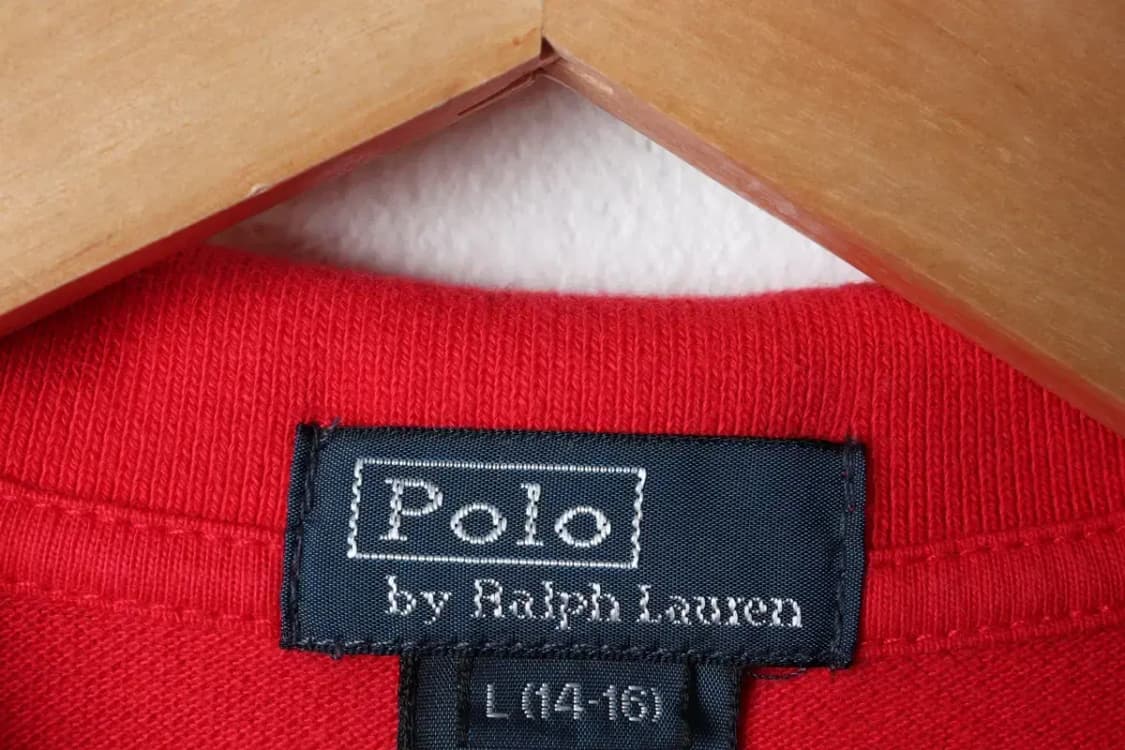 Polo
by Ralph Lauren
L (14-16)